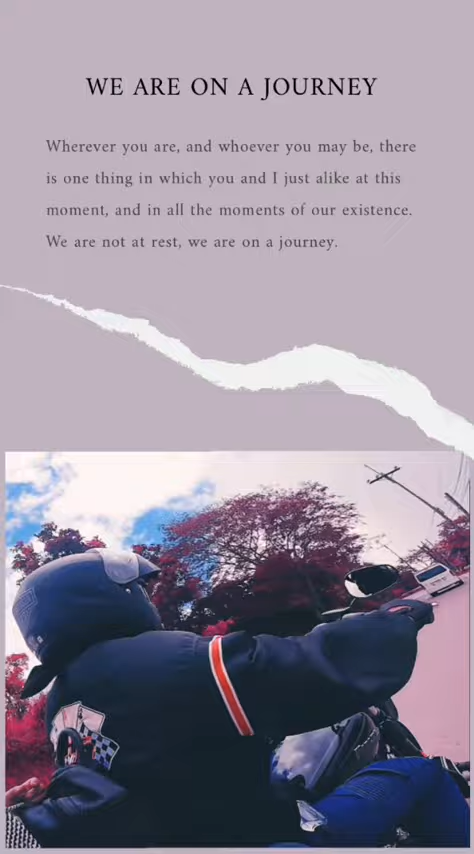 WE ARE ON A JOURNEY
Wherever you are, and whoever you may be, there
is one thing in which you and I just alike at this
moment, and in all the moments of our existence.
We are not at rest, we are on a journey.